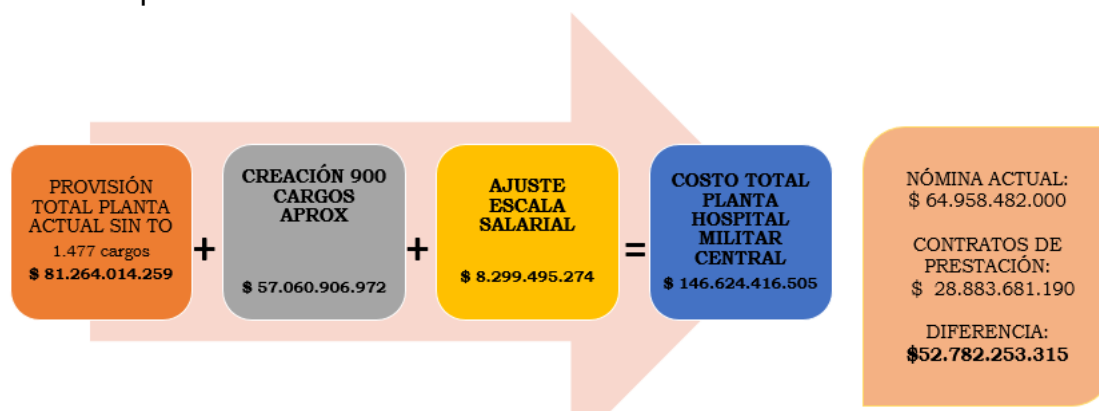 PROVISIÓN
TOTAL PLANTA
ACTUAL SIN TO
1.477 cargos
$ 81.264.014.259
+
CREACIÓN 900
CARGOS
APROX
$ 57.060.906.972
+
AJUSTE
ESCALA
SALARIAL
$ 8.299.495.274
=
COSTO TOTAL
PLANTA
HOSPITAL
MILITAR
CENTRAL
$ 146.624.416.505
NÓMINA ACTUAL:
$ 64.958.482.000
CONTRATOS DE
PRESTACIÓN:
$ 28.883.681.190
DIFERENCIA:
$52.782.253.315